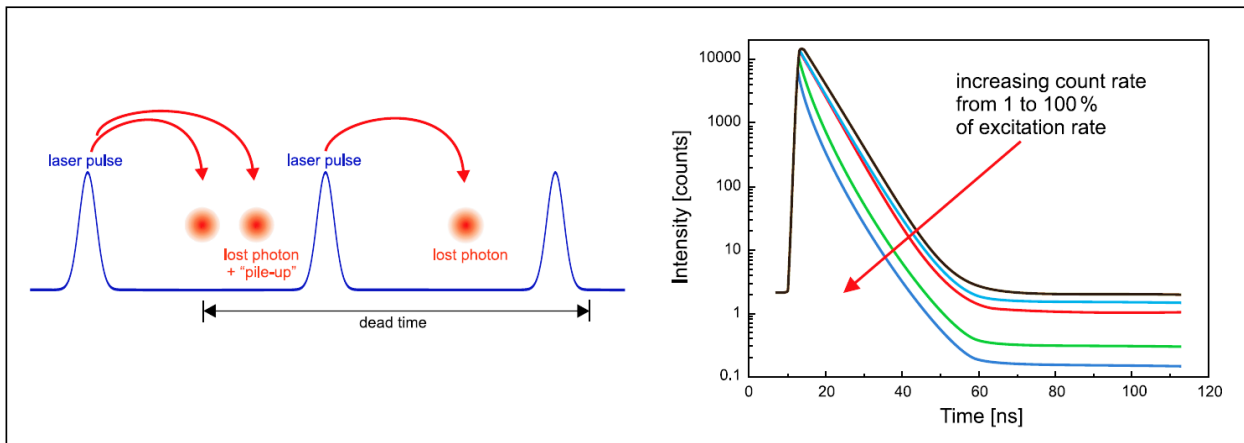 laser pulse
laser pulse
lost photon
+ “pile-up”
lost photon
dead time
increasing count rate
from 1 to 100 %
of excitation rate
Intensity [counts]
10000
1000
100
10
1
0.1
20
40
60
80
100
120
Time [ns]